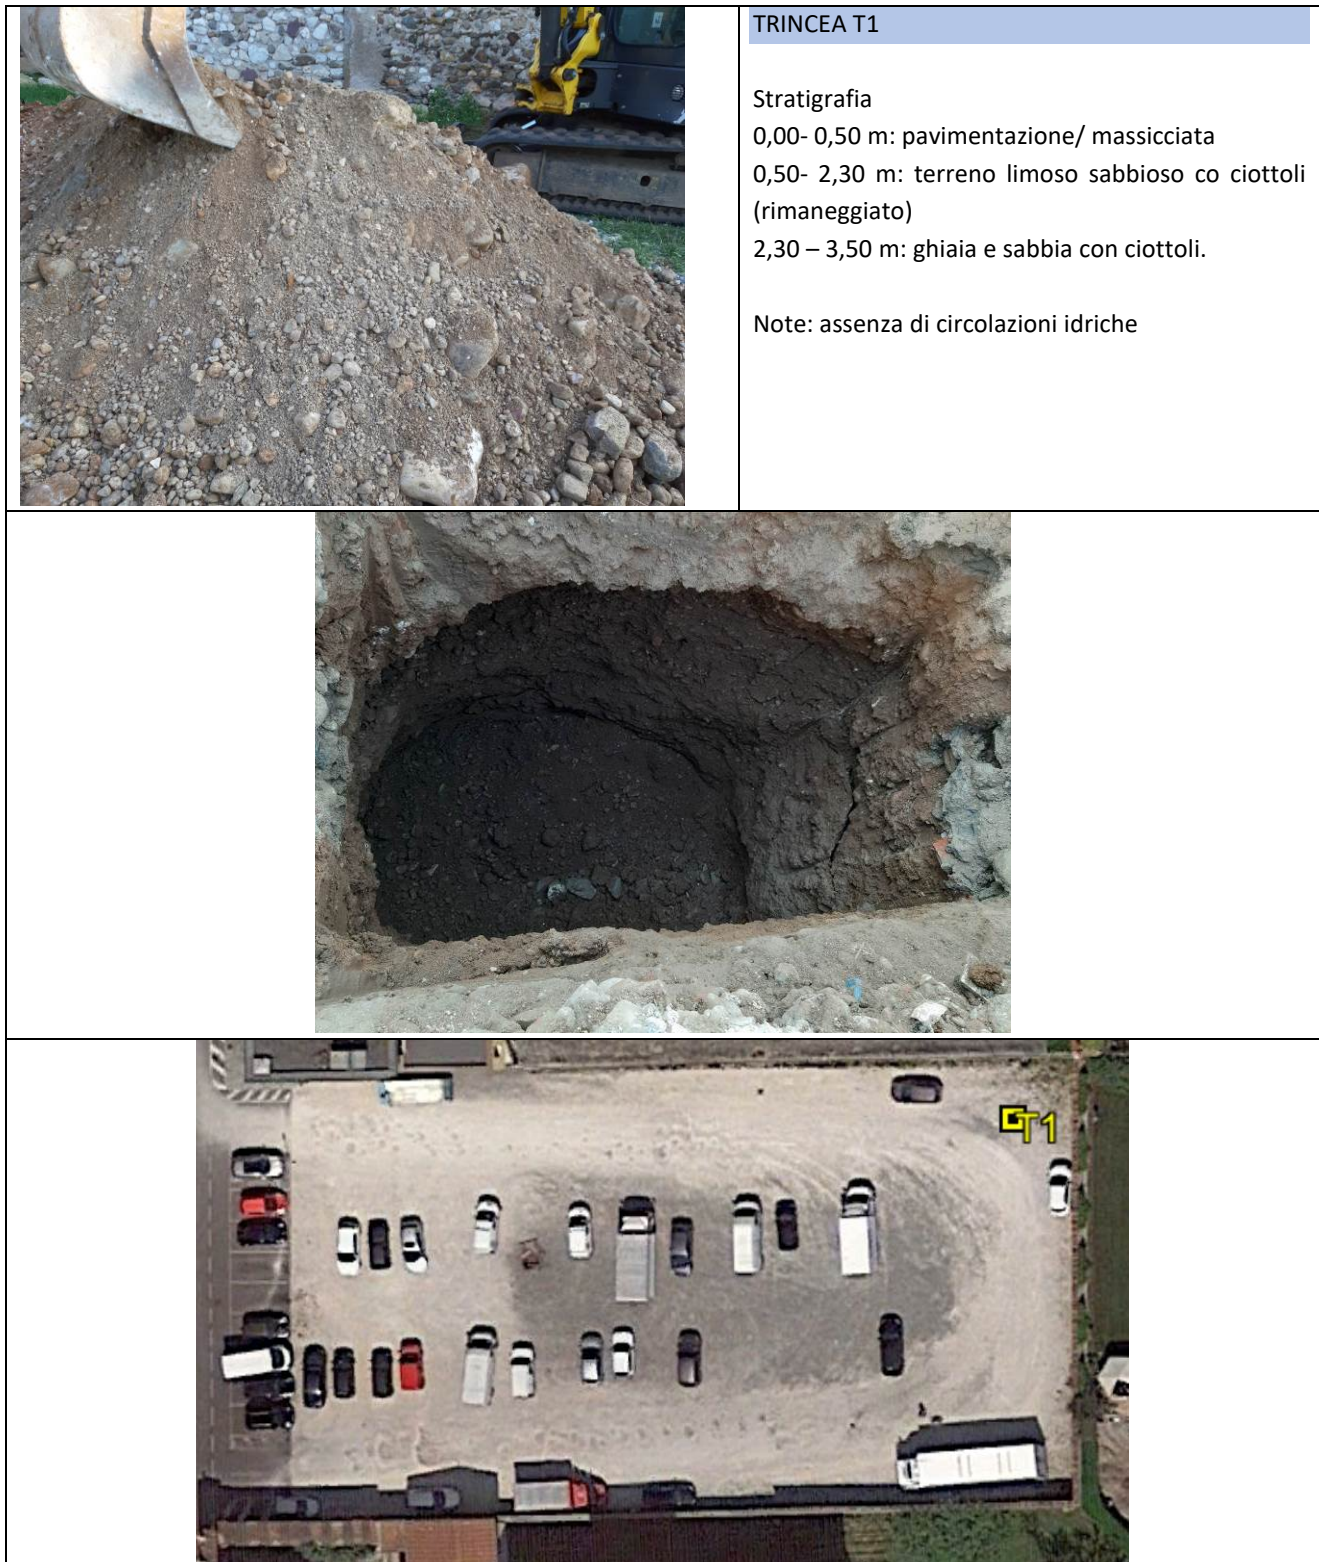 TRINCEA T1
Stratigrafia
0,00- 0,50 m: pavimentazione/ massicciata
0,50- 2,30 m: terreno limoso sabbioso co ciottoli
(rimaneggiato)
2,30 – 3,50 m: ghiaia e sabbia con ciottoli.
Note: assenza di circolazioni idriche
T1